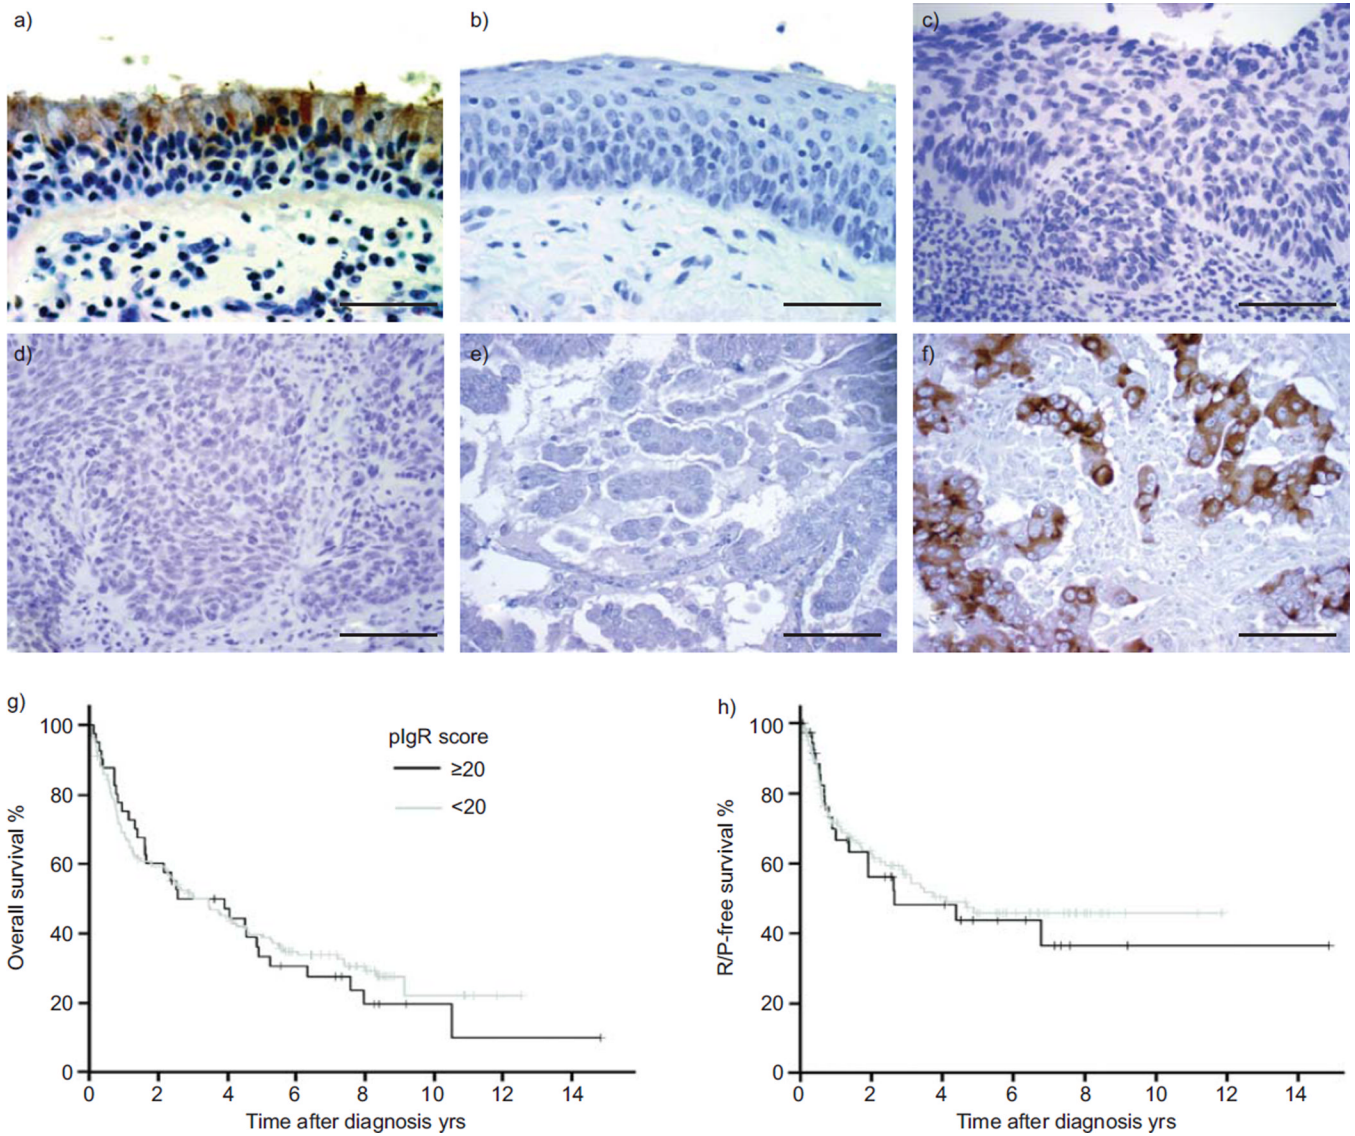 a)
b)
c)
d)
e)
f)
g)
100
80
60
40
20
0
Overall survival %
pIgR score
≥20
<20
0 2 4 6 8 10 12 14
Time after diagnosis yrs
h)
100
80
60
40
20
0
R/P-free survival %
0 2 4 6 8 10 12 14
Time after diagnosis yrs